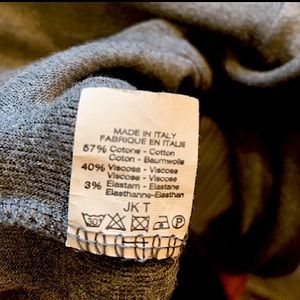 MADE IN ITALY
FABRIQUE EN ITALIE
57% Cotone - Cotton
Coton - Baumwolle
40% Viscosa - Viscose
Viscose - Viscose
3% Elastam - Elastane
Elasthanne-Elasthan
JKT
30 P